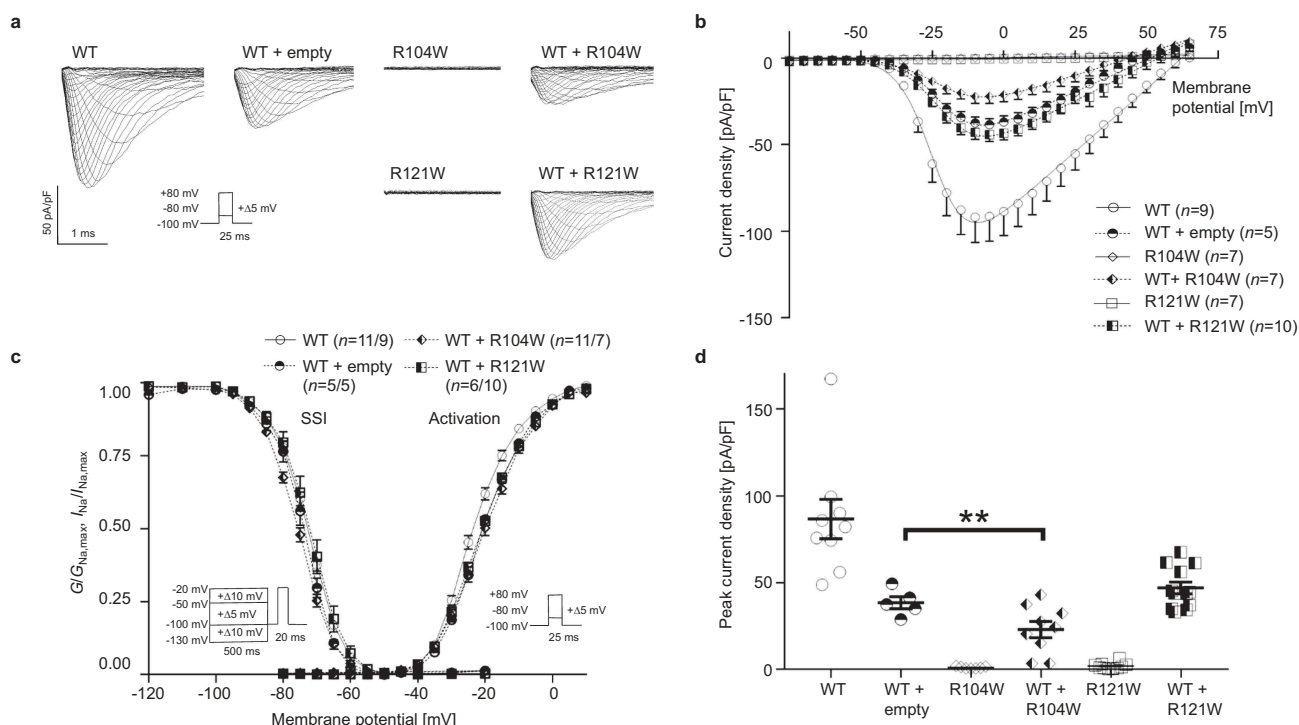 a
WT
WT + empty
R104W
WT + R104W
R121W
WT + R121W
50 pA/pF
1 ms
+80 mV
-80 mV
-100 mV
+Δ5 mV
25 ms
b
-50
-25
0
25
50
75
0
-50
-100
-150
Current density [pA/pF]
Membrane
potential [mV]
WT (n=9)
WT + empty (n=5)
R104W (n=7)
WT+ R104W (n=7)
R121W (n=7)
WT + R121W (n=10)
c
WT (n=11/9)
WT + R104W (n=11/7)
WT + empty
(n=5/5)
WT + R121W
(n=6/10)
SSI
Activation
1.00
0.75
0.50
0.25
0.00
G/GNa,max, INa/INa,max
-20 mV
-50 mV
-100 mV
-130 mV
+Δ10 mV
+Δ5 mV
+Δ10 mV
20 ms
500 ms
+80 mV
-80 mV
-100 mV
+Δ5 mV
25 ms
-120
-100
-80
-60
-40
-20
0
Membrane potential [mV]
d
150
100
50
0
Peak current density [pA/pF]
**
WT
WT +
empty
R104W
WT +
R104W
R121W
WT +
R121W